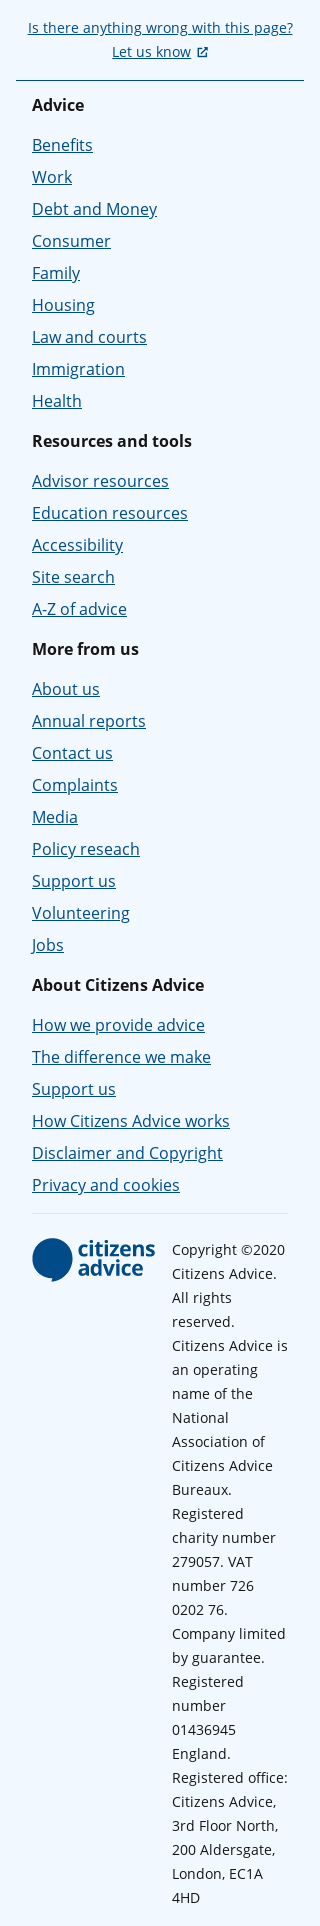 Is there anything wrong with this page?
Let us know
Advice
Benefits
Work
Debt and Money
Consumer
Family
Housing
Law and courts
Immigration
Health
Resources and tools
Advisor resources
Education resources
Accessibility
Site search
A-Z of advice
More from us
About us
Annual reports
Contact us
Complaints
Media
Policy reseach
Support us
Volunteering
Jobs
About Citizens Advice
How we provide advice
The difference we make
Support us
How Citizens Advice works
Disclaimer and Copyright
Privacy and cookies
citizens
advice
Copyright ©2020
Citizens Advice.
All rights
reserved.
Citizens Advice is
an operating
name of the
National
Association of
Citizens Advice
Bureaux.
Registered
charity number
279057. VAT
number 726
0202 76.
Company limited
by guarantee.
Registered
number
01436945
England.
Registered office:
Citizens Advice,
3rd Floor North,
200 Aldersgate,
London, EC1A
4HD